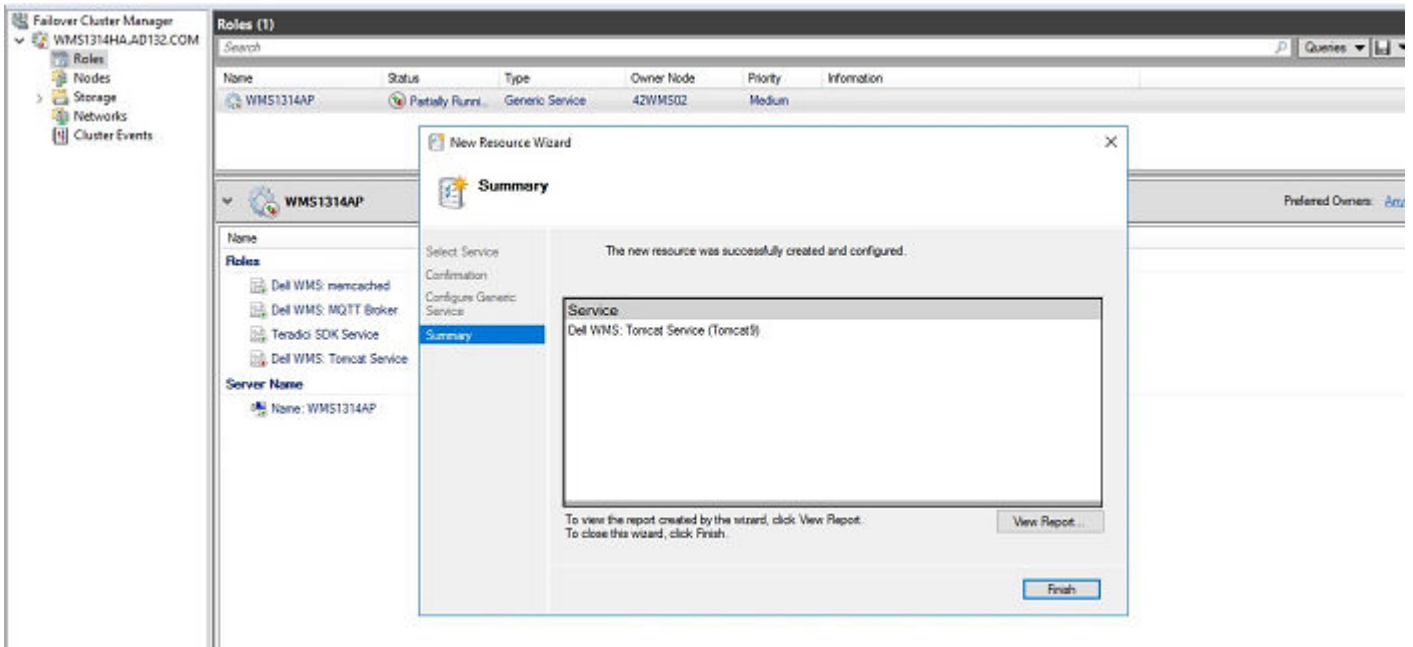 Failover Cluster Manager
WMS1314HA.AD132.COM
Roles
Nodes
Storage
Networks
Cluster Events
Roles (1)
Search
Queries
Name Status Type Owner Node Priority Information
WMS1314AP Partially Runni... Generic Service 42WMS02 Medium
New Resource Wizard
Summary
Select Service
Confirmation
Configure Generic
Service
Summary
The new resource was successfully created and configured.
Service
Dell WMS: Tomcat Service (Tomcat9)
To view the report created by the wizard, click View Report.
To close this wizard, click Finish.
View Report...
Finish
WMS1314AP
Preferred Owners: Any
Name
Roles
Dell WMS: memcached
Dell WMS: MQTT Broker
Teradici SDK Service
Dell WMS: Tomcat Service
Server Name
Name: WMS1314AP